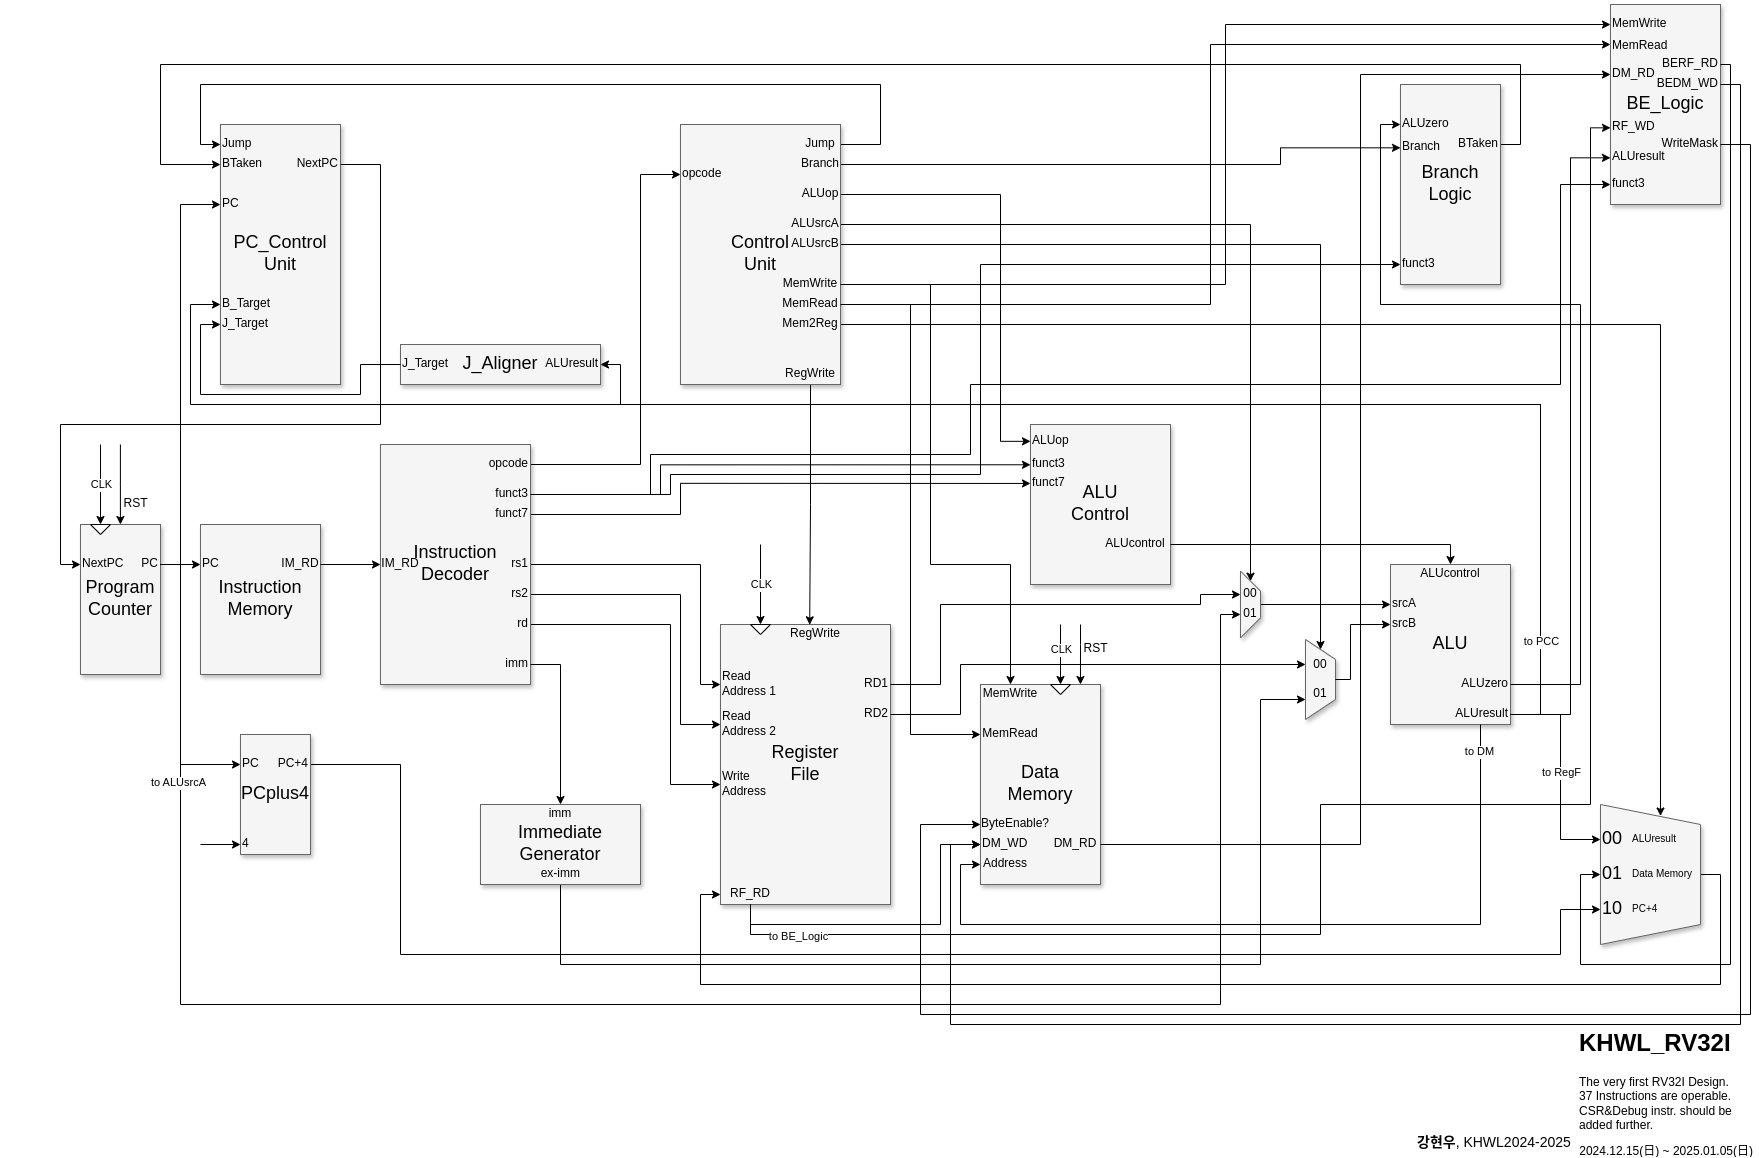 MemWrite
MemRead
BERF_RD
DM_RD
BEDM_WD
BE_Logic
RF_WD
WriteMask
ALUresult
funct3
ALUzero
Branch
BTaken
Branch
Logic
funct3
Jump
BTaken
NextPC
PC
PC_Control
Unit
B_Target
J_Target
J_Target
J_Aligner
ALUresult
opcode
Jump
Branch
ALUop
ALUsrcA
Control
Unit
ALUsrcB
MemWrite
MemRead
Mem2Reg
RegWrite
CLK
RST
NextPC
PC
Program
Counter
PC
IM_RD
Instruction
Memory
opcode
funct3
funct7
Instruction
Decoder
IM_RD
rs1
rs2
rd
imm
ALUop
funct3
funct7
ALU
Control
ALUcontrol
CLK
RegWrite
Read
Address 1
Read
Address 2
Register
File
Write
Address
RD1
RD2
RF_RD
to BE_Logic
00
01
00
01
CLK
RST
MemWrite
MemRead
Data
Memory
ByteEnable?
DM_WD
DM_RD
Address
ALUcontrol
srcA
srcB
ALU
ALUzero
ALUresult
to PCC
to DM
to RegF
PC
PC+4
PCplus4
4
to ALUsrcA
imm
Immediate
Generator
ex-imm
00 ALUresult
01 Data Memory
10 PC+4
KHWL_RV32I
The very first RV32I Design.
37 Instructions are operable.
CSR&Debug instr. should be
added further.
강현우, KHWL2024-2025
2024.12.15(日) ~ 2025.01.05(日)